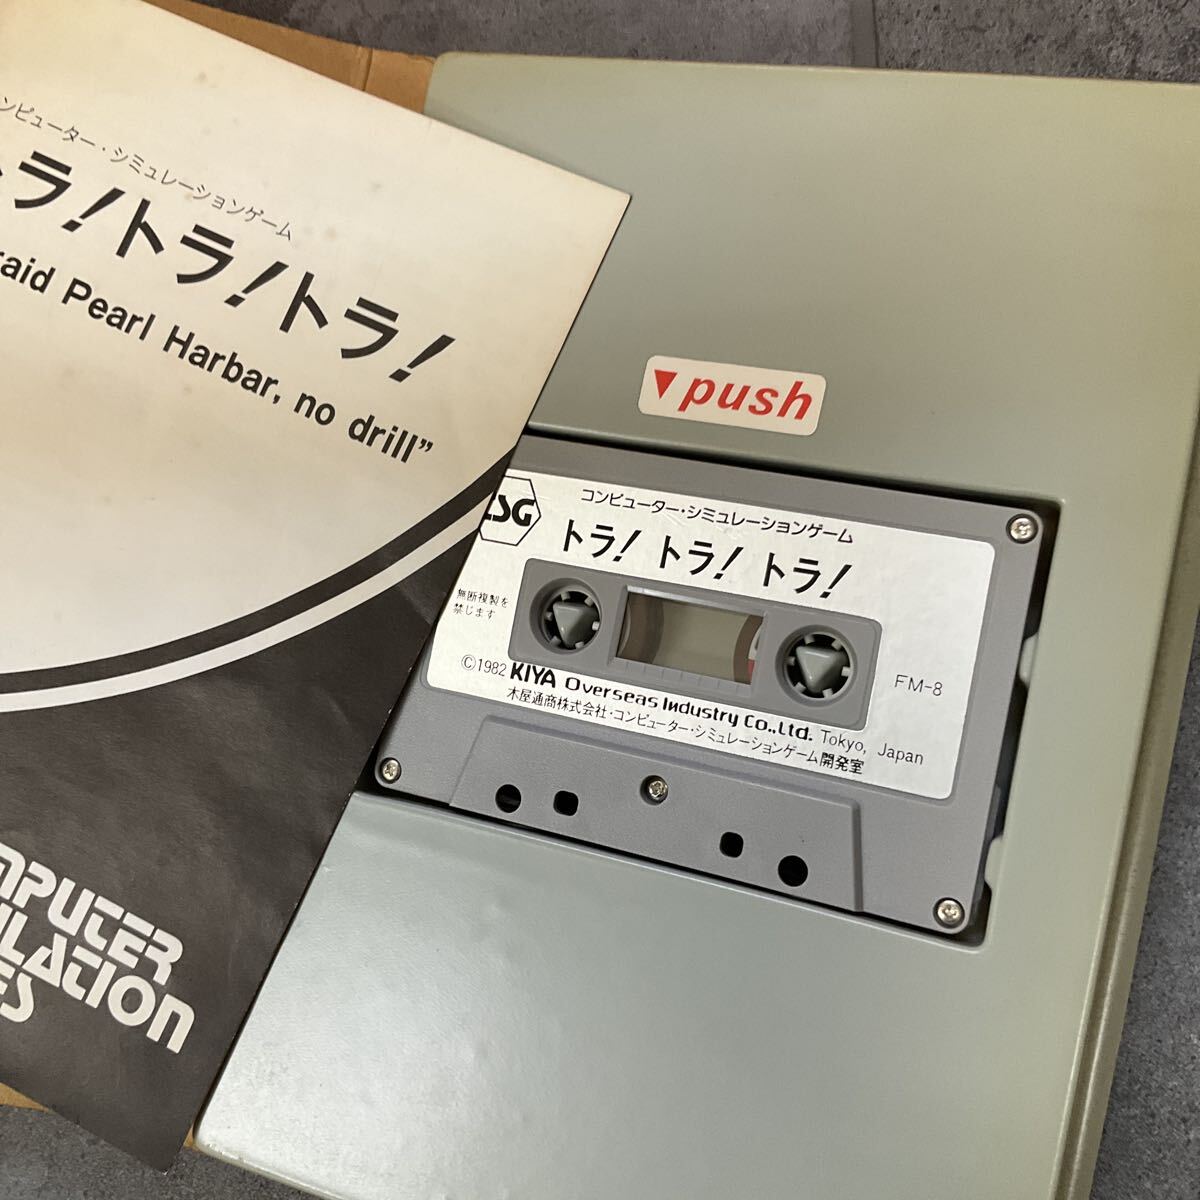 ンピューター・シミュレーションゲーム
トラ!トラ!トラ!
raid Pearl Harbar, no drill”
MPUTER
ULATION
ES
▼push
CSG
コンピューター・シミュレーションゲーム
トラ! トラ! トラ!
無断複製を
禁じます
FM-8
©1982 KIYA Overseas Industry Co.,Ltd. Tokyo, Japan
木屋通商株式会社・コンピューター・シミュレーションゲーム開発室